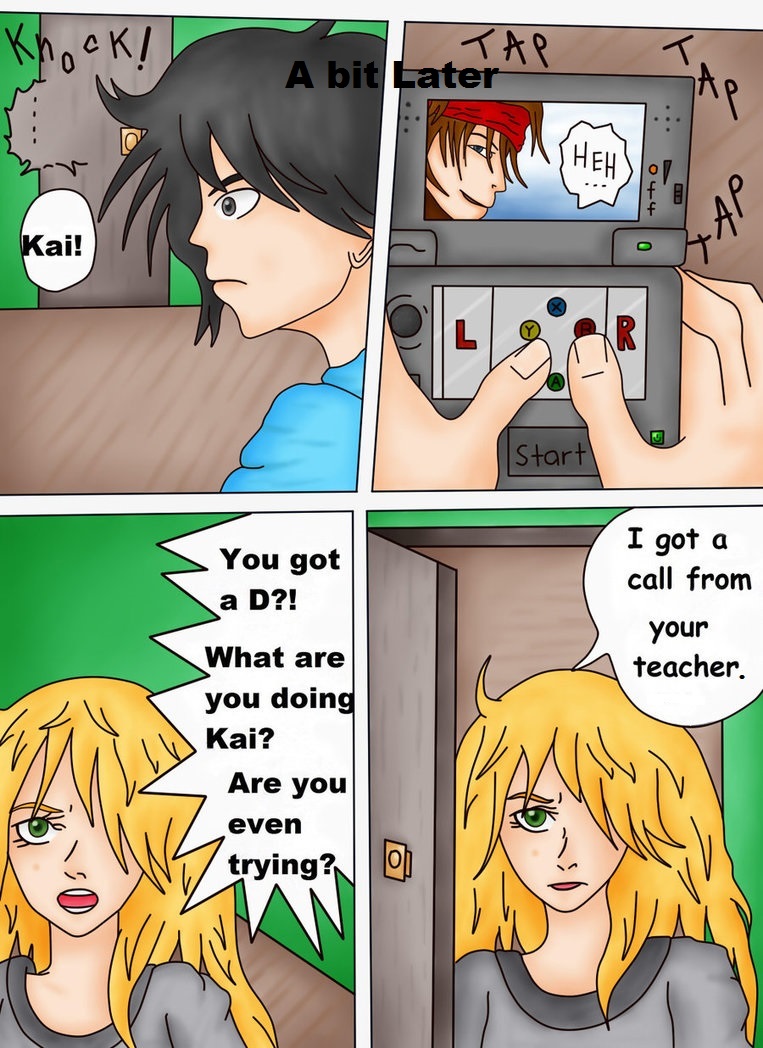 A bit Later
TAP
TAP
TAP
HEH
...
off
X
L
Y
B
R
A
Start
Knock!
...
Kai!
I got a
call from
your
teacher.
You got
a D?!
What are
you doing
Kai?
Are you
even
trying?